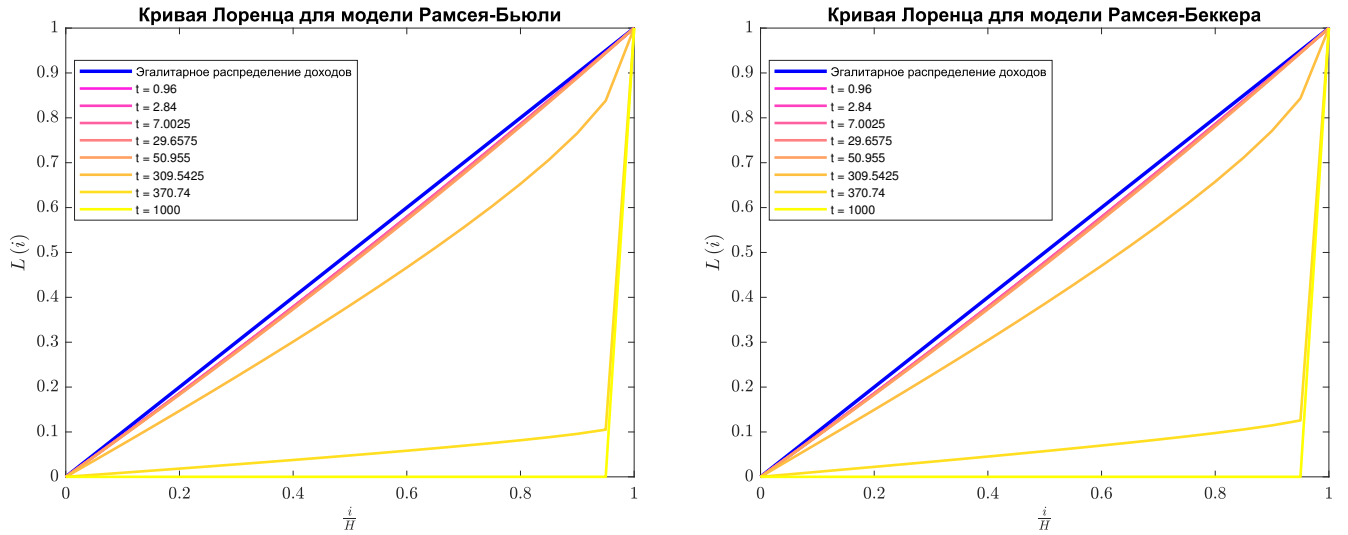 Кривая Лоренца для модели Рамсея-Бьюли
1
0.9
0.8
0.7
0.6
0.5
0.4
0.3
0.2
0.1
0
L (i)
Эгалитарное распределение доходов
t = 0.96
t = 2.84
t = 7.0025
t = 29.6575
t = 50.955
t = 309.5425
t = 370.74
t = 1000
0 0.2 0.4 0.6 0.8 1
i
H
Кривая Лоренца для модели Рамсея-Беккера
1
0.9
0.8
0.7
0.6
0.5
0.4
0.3
0.2
0.1
0
L (i)
Эгалитарное распределение доходов
t = 0.96
t = 2.84
t = 7.0025
t = 29.6575
t = 50.955
t = 309.5425
t = 370.74
t = 1000
0 0.2 0.4 0.6 0.8 1
i
H